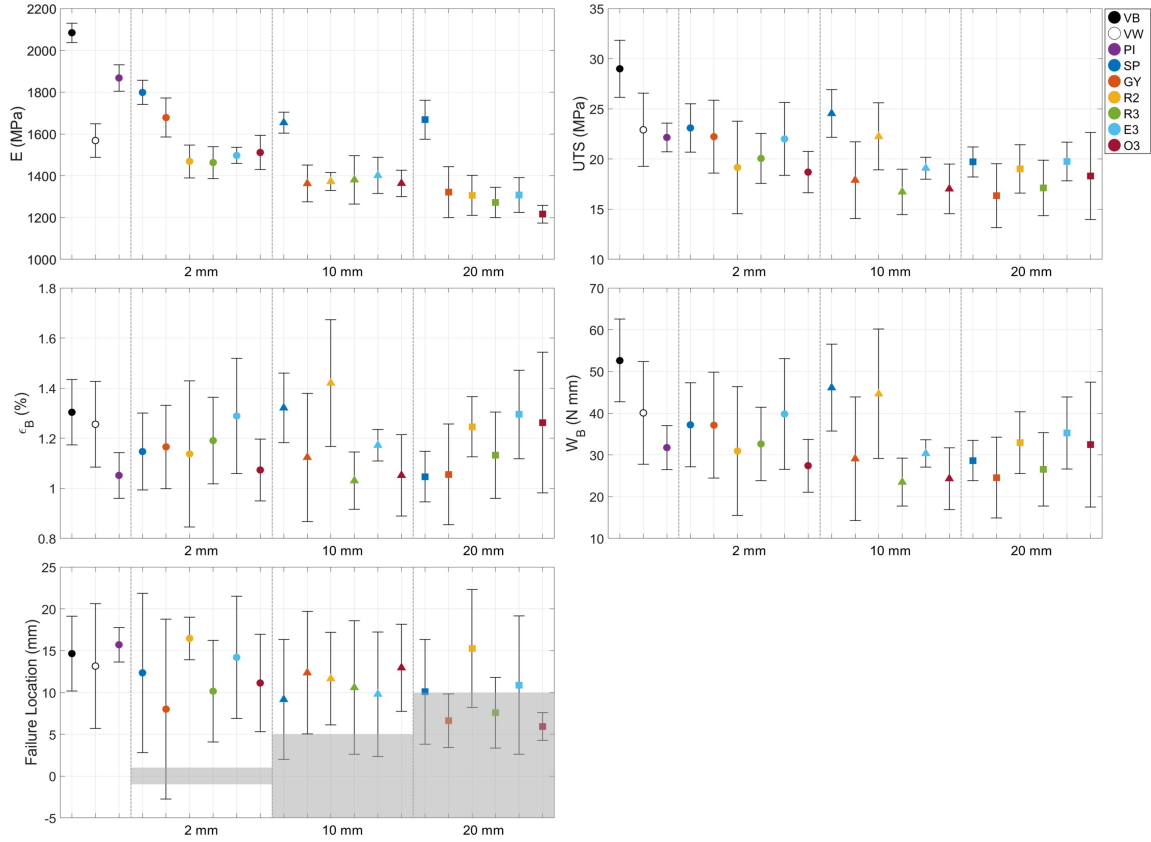 E (MPa)
2200
2000
1800
1600
1400
1200
1000
2 mm
10 mm
20 mm
UTS (MPa)
35
30
25
20
15
10
2 mm
10 mm
20 mm
VB
VW
PI
SP
GY
R2
R3
E3
O3
ϵ_B (%)
1.8
1.6
1.4
1.2
1
0.8
2 mm
10 mm
20 mm
W_B (N mm)
70
60
50
40
30
20
10
2 mm
10 mm
20 mm
Failure Location (mm)
25
20
15
10
5
0
-5
2 mm
10 mm
20 mm